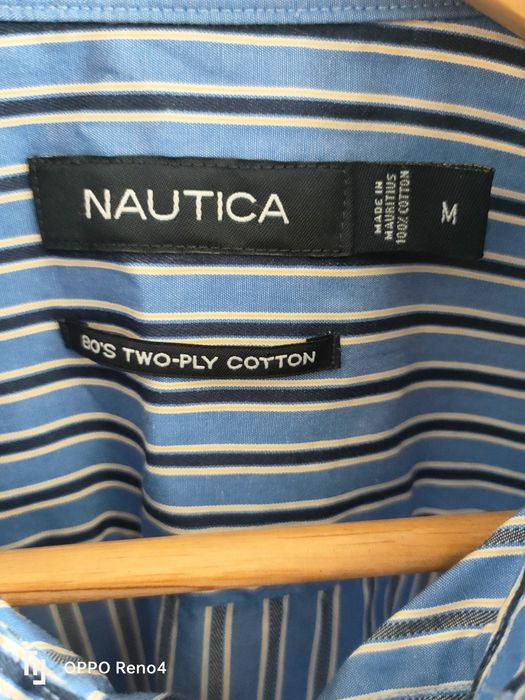 NAUTICA
MADE IN
MAURITIUS
100% COTTON
M
80'S TWO-PLY COTTON
OPPO Reno4